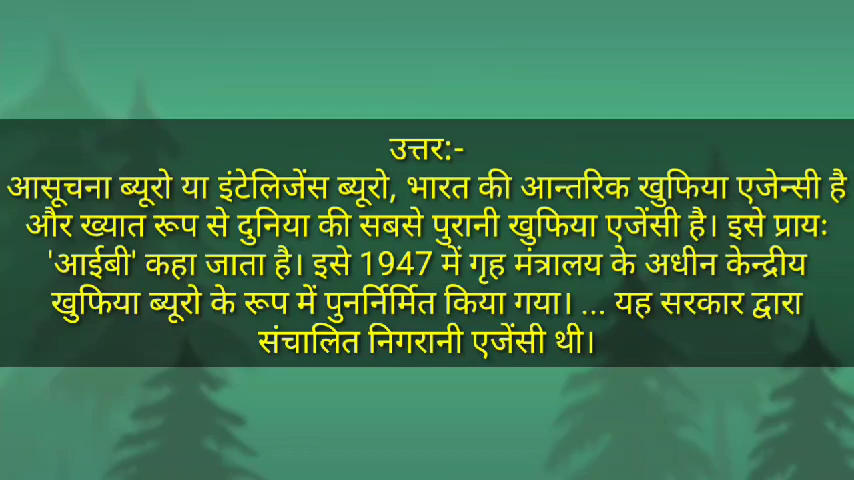 उत्तर:-
आसूचना ब्यूरो या इंटेलिजेंस ब्यूरो, भारत की आन्तरिक खुफिया एजेन्सी है
और ख्यात रूप से दुनिया की सबसे पुरानी खुफिया एजेंसी है। इसे प्रायः
'आईबी' कहा जाता है। इसे 1947 में गृह मंत्रालय के अधीन केन्द्रीय
खुफिया ब्यूरो के रूप में पुनर्निर्मित किया गया। ... यह सरकार द्वारा
संचालित निगरानी एजेंसी थी।